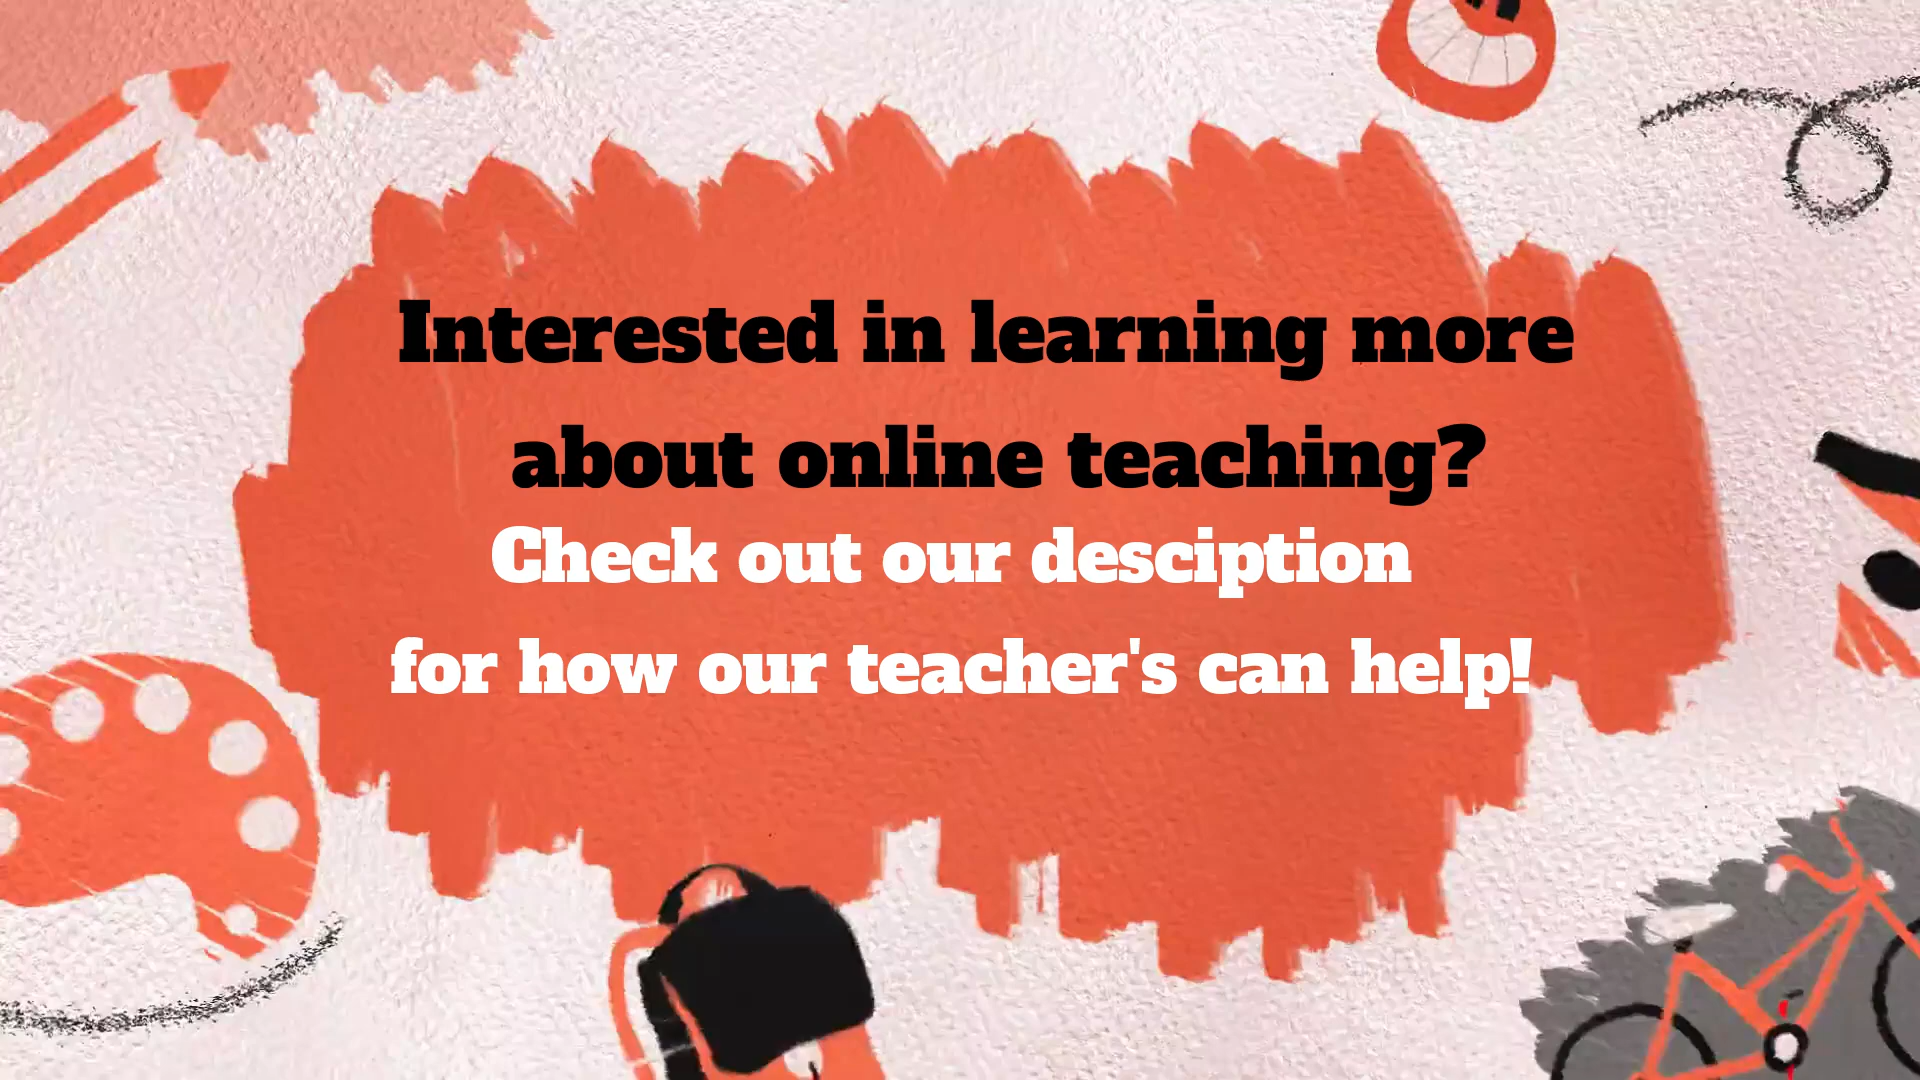 Interested in learning more
about online teaching?
Check out our desciption
for how our teacher's can help!